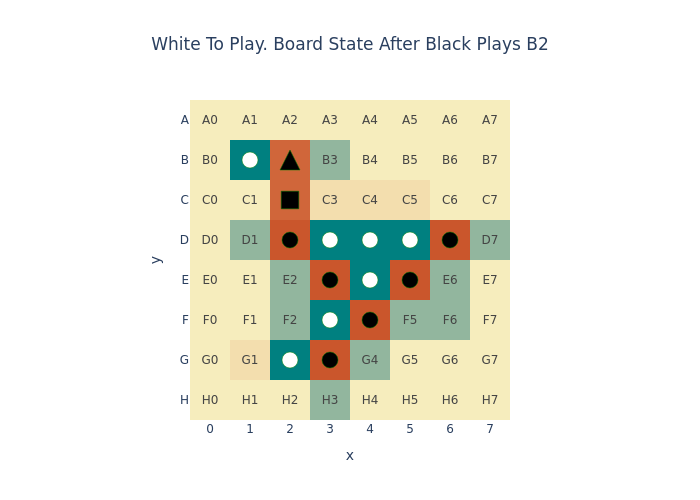 White To Play. Board State After Black Plays B2
A A0 A1 A2 A3 A4 A5 A6 A7
B B0 B3 B4 B5 B6 B7
C C0 C1 C3 C4 C5 C6 C7
D D0 D1 D7
E E0 E1 E2 E6 E7
F F0 F1 F2 F5 F6 F7
G G0 G1 G4 G5 G6 G7
H H0 H1 H2 H3 H4 H5 H6 H7
0 1 2 3 4 5 6 7
x
y